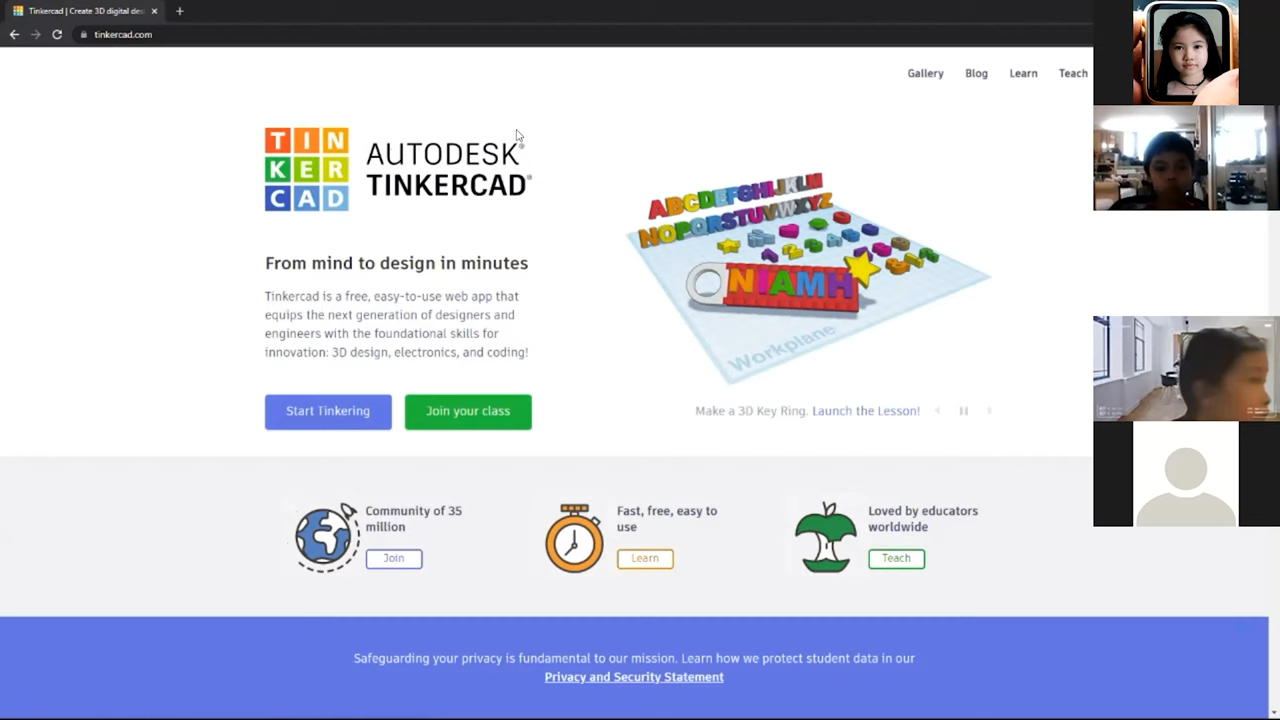 Tinkercad | Create 3D digital des
tinkercad.com
Gallery Blog Learn Teach
TIN
KER
CAD
AUTODESK®
TINKERCAD®
From mind to design in minutes
Tinkercad is a free, easy-to-use web app that
equips the next generation of designers and
engineers with the foundational skills for
innovation: 3D design, electronics, and coding!
Start Tinkering
Join your class
ABCDEFGHIJKLM
NOPQRSTUVWXYZ
NIAMH
Workplane
Make a 3D Key Ring. Launch the Lesson!
Community of 35
million
Join
Fast, free, easy to
use
Learn
Loved by educators
worldwide
Teach
Safeguarding your privacy is fundamental to our mission. Learn how we protect student data in our
Privacy and Security Statement